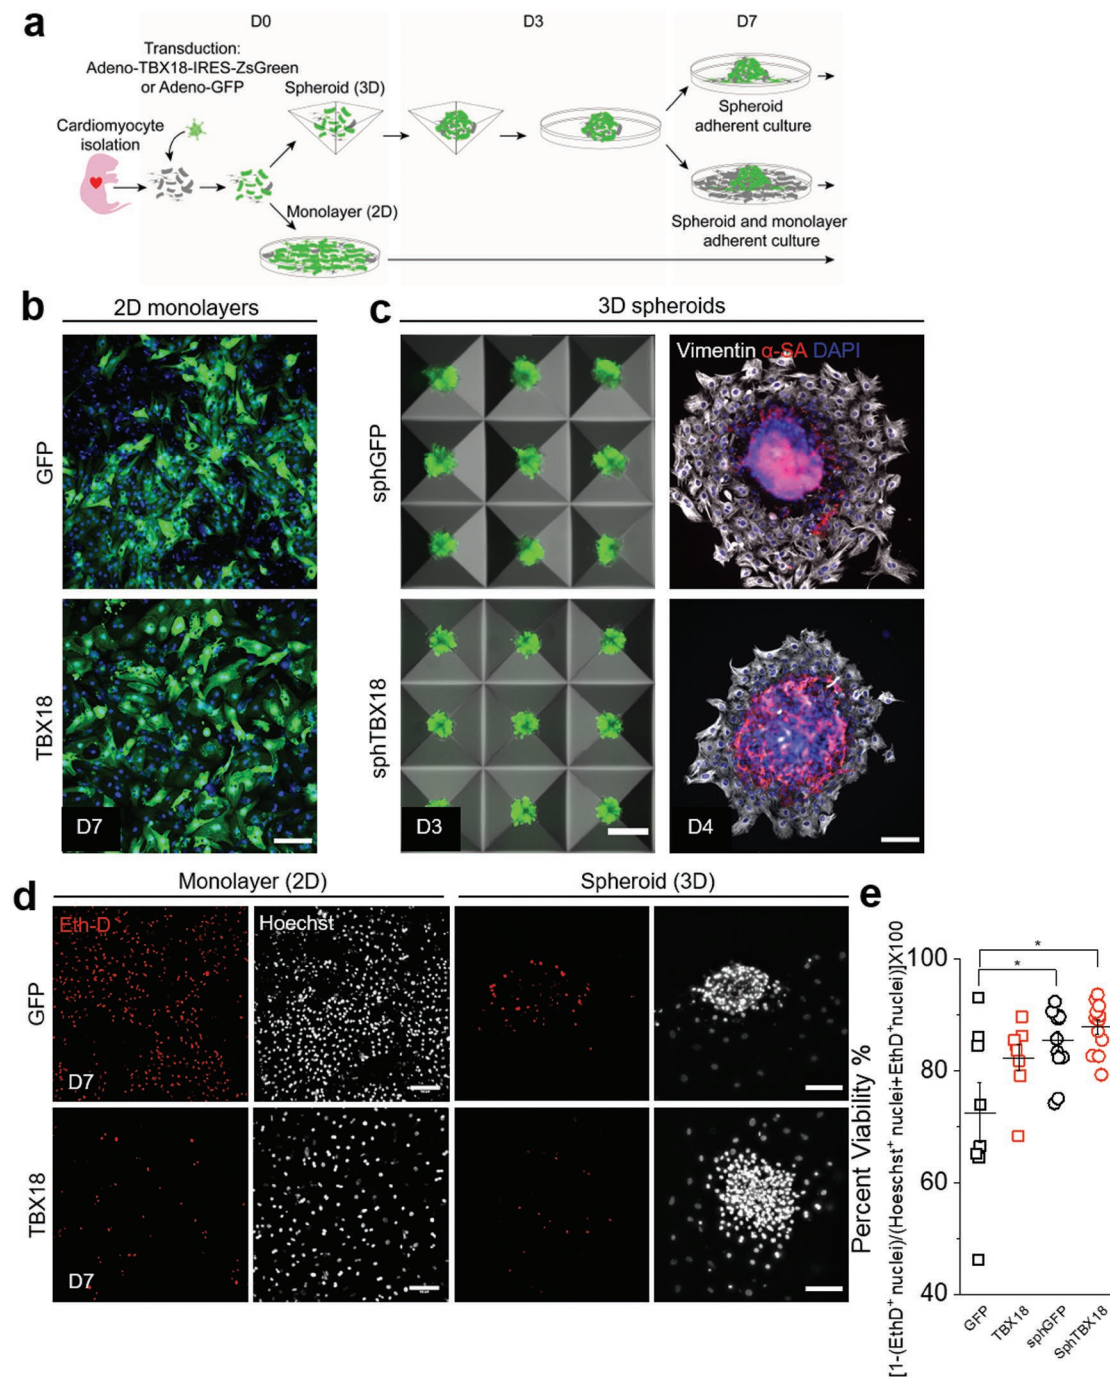 a
D0
D3
D7
Transduction:
Adeno-TBX18-IRES-ZsGreen
or Adeno-GFP
Spheroid (3D)
Cardiomyocyte
isolation
Monolayer (2D)
Spheroid
adherent culture
Spheroid and monolayer
adherent culture
b
2D monolayers
GFP
TBX18
D7
c
3D spheroids
sphGFP
Vimentin α-SA DAPI
sphTBX18
D3
D4
d
Monolayer (2D)
Spheroid (3D)
GFP
Eth-D
Hoechst
D7
TBX18
D7
e
Percent Viability %
[1-(EthD+ nuclei)/(Hoeschst+ nuclei+EthD+nuclei)]X100
*
*
100
80
60
40
GFP
TBX18
sphGFP
SphTBX18